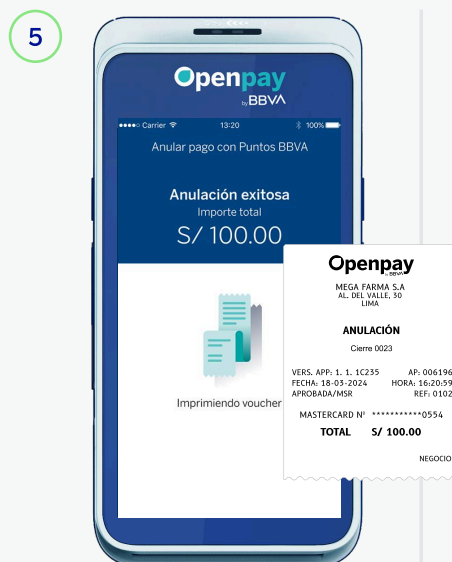 5
Openpay
by BBVA
Carrier 13:20 100%
Anular pago con Puntos BBVA
Anulación exitosa
Importe total
S/ 100.00
Imprimiendo voucher
Openpay
by BBVA
MEGA FARMA S.A
AL. DEL VALLE, 30
LIMA
ANULACIÓN
Cierre 0023
VERS. APP: 1. 1. 1C235 AP: 006196
FECHA: 18-03-2024 HORA: 16:20:59
APROBADA/MSR REF: 0102
MASTERCARD Nº ***********0554
TOTAL S/ 100.00
NEGOCIO